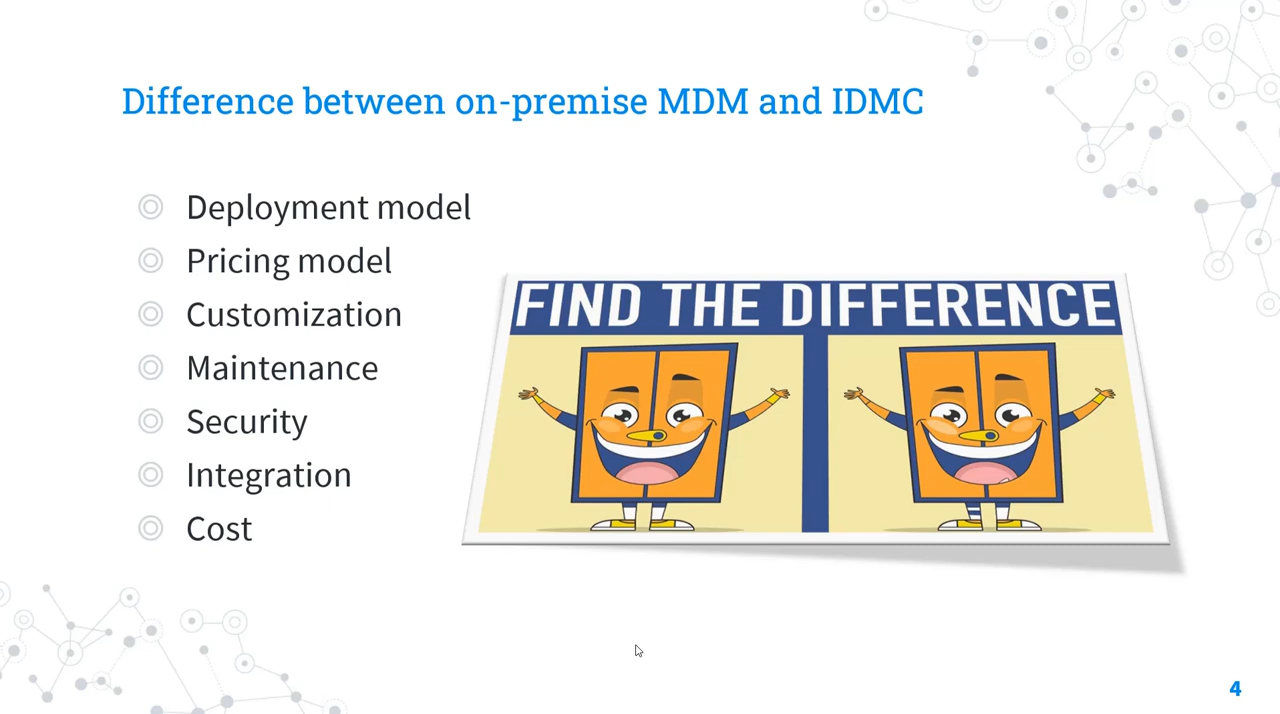 Difference between on-premise MDM and IDMC
Deployment model
Pricing model
Customization
Maintenance
Security
Integration
Cost
FIND THE DIFFERENCE
4